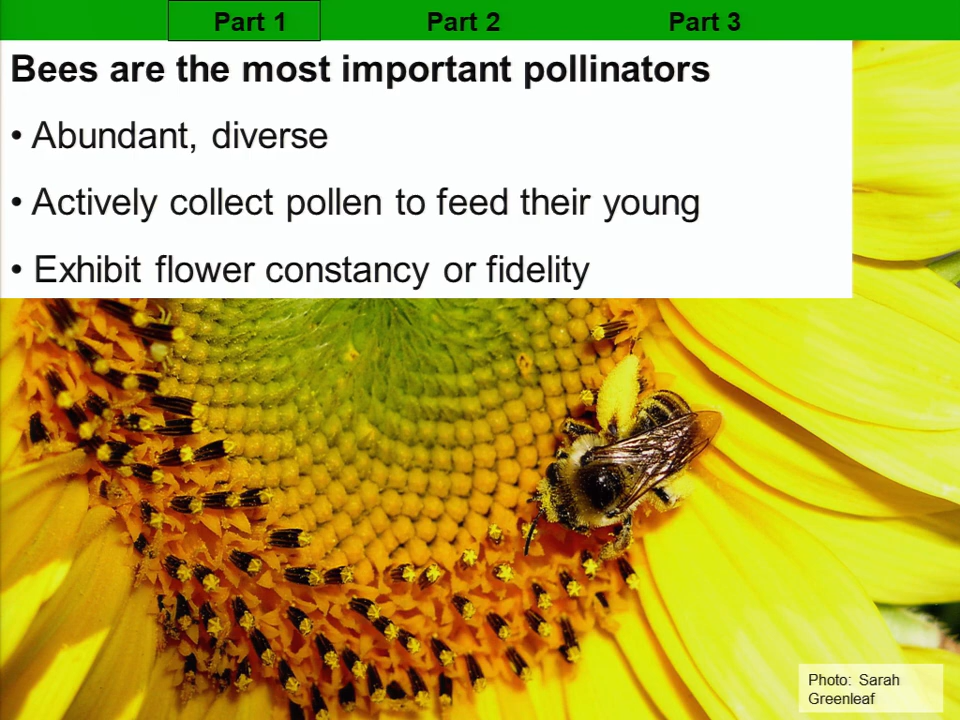 Part 1 Part 2 Part 3
Bees are the most important pollinators
• Abundant, diverse
• Actively collect pollen to feed their young
• Exhibit flower constancy or fidelity
Photo: Sarah
Greenleaf